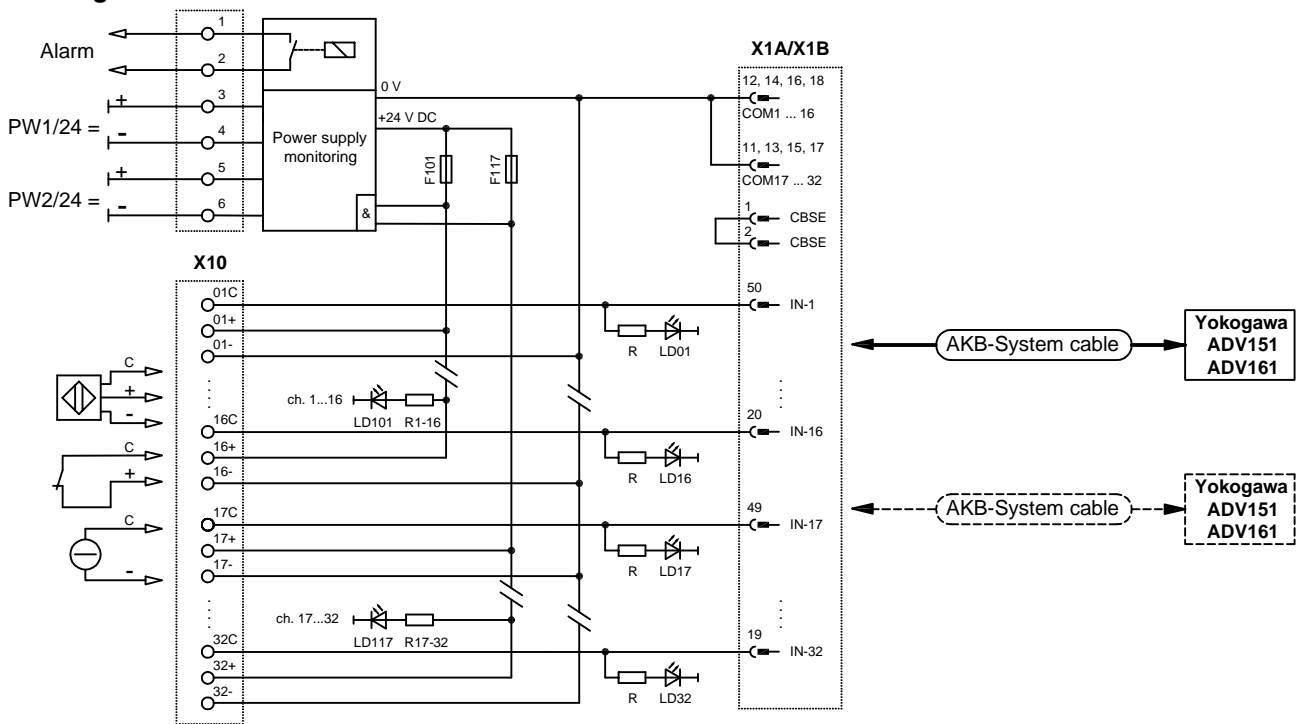 Alarm
1
2
PW1/24 =
+
-
3
4
PW2/24 =
+
-
5
6
Power supply
monitoring
&
0 V
+24 V DC
F101
F117
X1A/X1B
12, 14, 16, 18
COM1 ... 16
11, 13, 15, 17
COM17 ... 32
1
CBSE
2
CBSE
X10
01C
50
IN-1
01+
R
LD01
01-
C
+
-
ch. 1...16
LD101
R1-16
16C
20
IN-16
16+
R
LD16
16-
C
+
17C
49
IN-17
17+
R
LD17
17-
C
-
ch. 17...32
LD117
R17-32
32C
19
IN-32
32+
R
LD32
32-
AKB-System cable
Yokogawa
ADV151
ADV161
AKB-System cable
Yokogawa
ADV151
ADV161